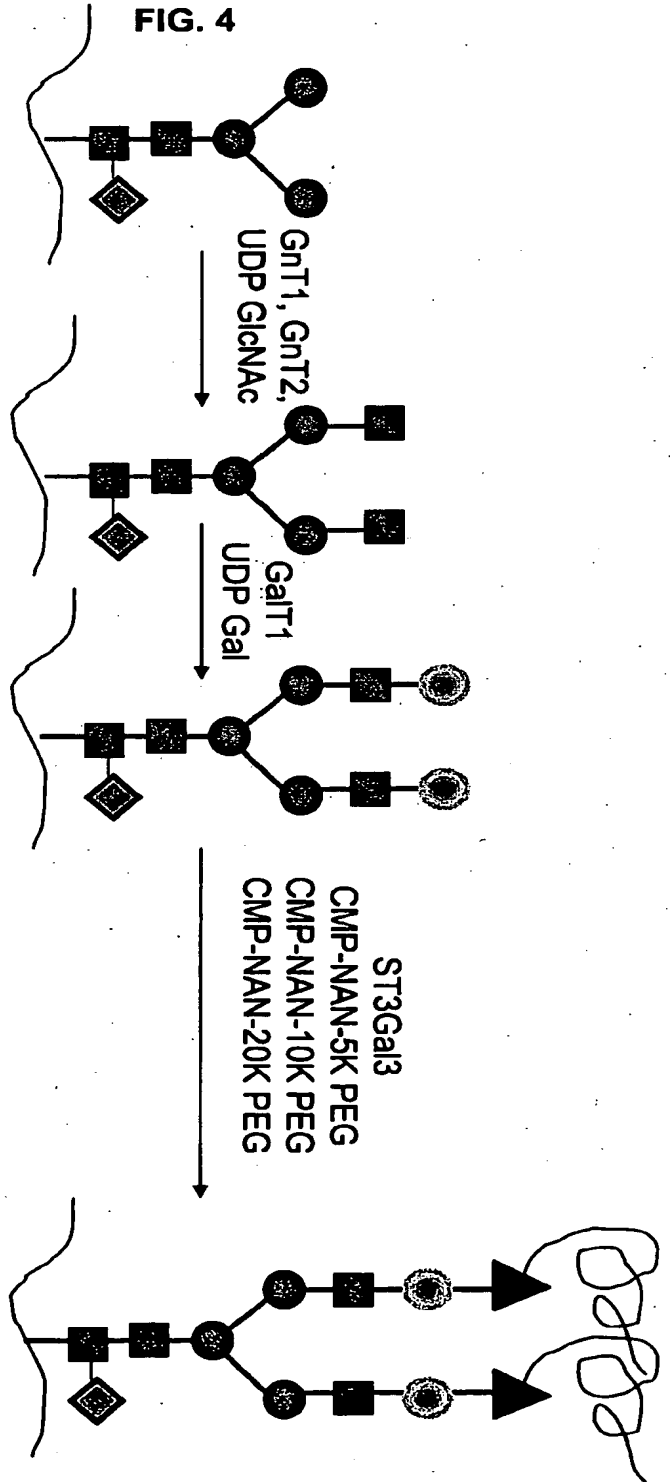 FIG. 4
GnT1, GnT2,
UDP GlcNAc
GalT1
UDP Gal
ST3Gal3
CMP-NAN-5K PEG
CMP-NAN-10K PEG
CMP-NAN-20K PEG